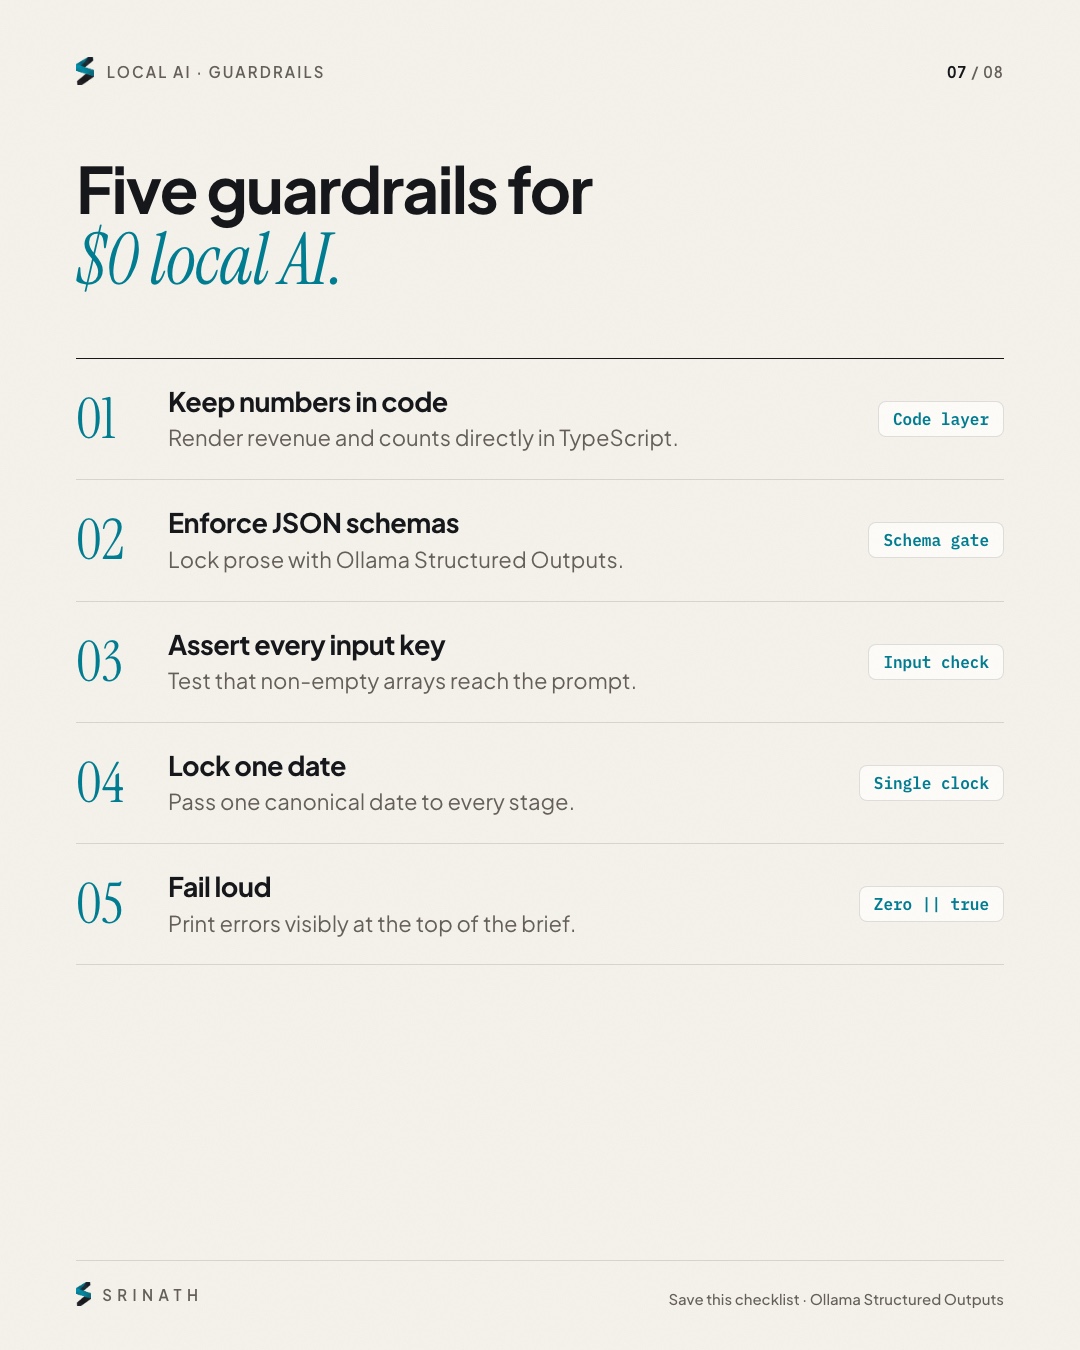 LOCAL AI · GUARDRAILS
07 / 08
Five guardrails for
$0 local AI.
01
Keep numbers in code
Render revenue and counts directly in TypeScript.
Code layer
02
Enforce JSON schemas
Lock prose with Ollama Structured Outputs.
Schema gate
03
Assert every input key
Test that non-empty arrays reach the prompt.
Input check
04
Lock one date
Pass one canonical date to every stage.
Single clock
05
Fail loud
Print errors visibly at the top of the brief.
Zero || true
SRINATH
Save this checklist · Ollama Structured Outputs